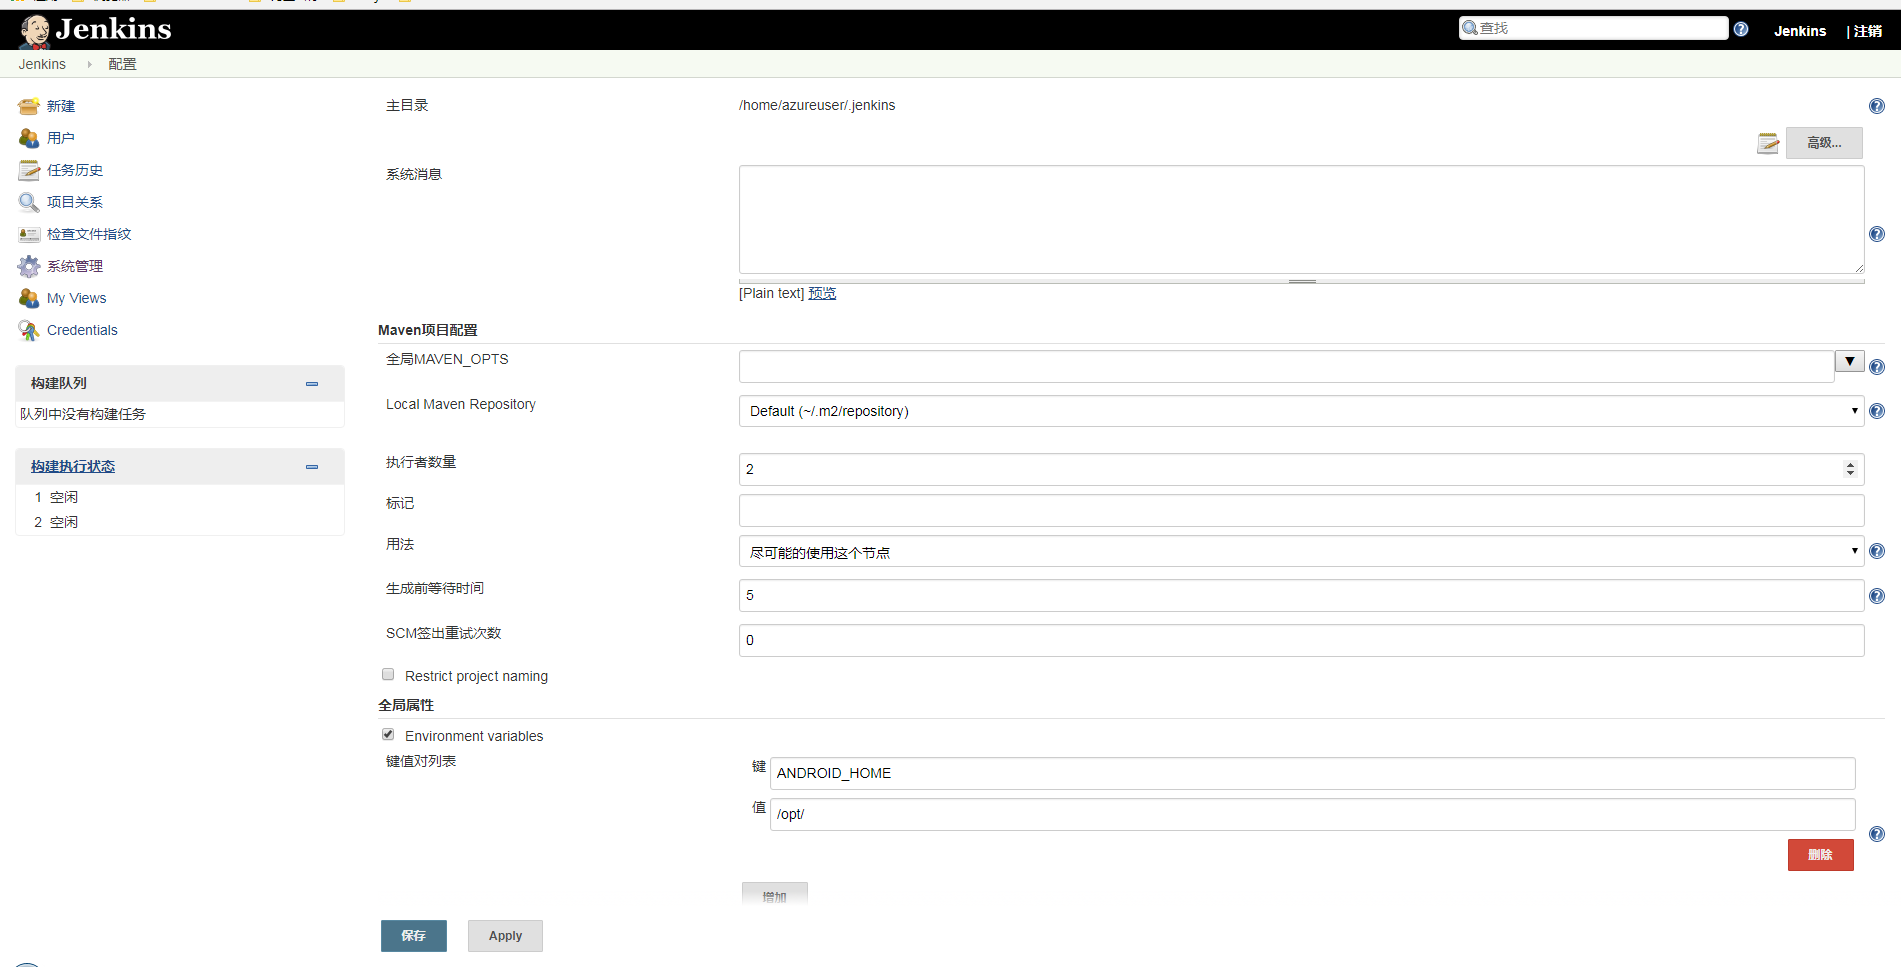 Jenkins
查找
Jenkins
| 注销
Jenkins
配置
新建
用户
任务历史
项目关系
检查文件指纹
系统管理
My Views
Credentials
构建队列
队列中没有构建任务
构建执行状态
1 空闲
2 空闲
主目录
/home/azureuser/.jenkins
高级...
系统消息
[Plain text] 预览
Maven项目配置
全局MAVEN_OPTS
Local Maven Repository
Default (~/.m2/repository)
执行者数量
2
标记
用法
尽可能的使用这个节点
生成前等待时间
5
SCM签出重试次数
0
Restrict project naming
全局属性
Environment variables
键值对列表
键
ANDROID_HOME
值
/opt/
删除
增加
保存
Apply